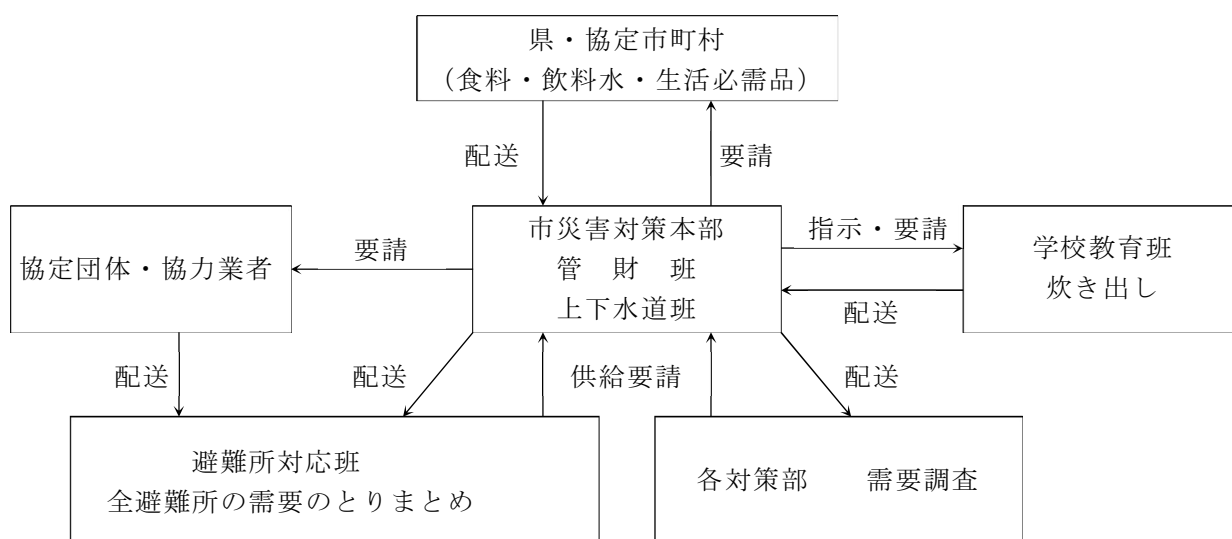 県・協定市町村
（食料・飲料水・生活必需品）
配送
要請
協定団体・協力業者
要請
市災害対策本部
管　財　班
上下水道班
指示・要請
配送
学校教育班
炊き出し
配送
配送
供給要請
配送
避難所対応班
全避難所の需要のとりまとめ
各対策部　　需要調査